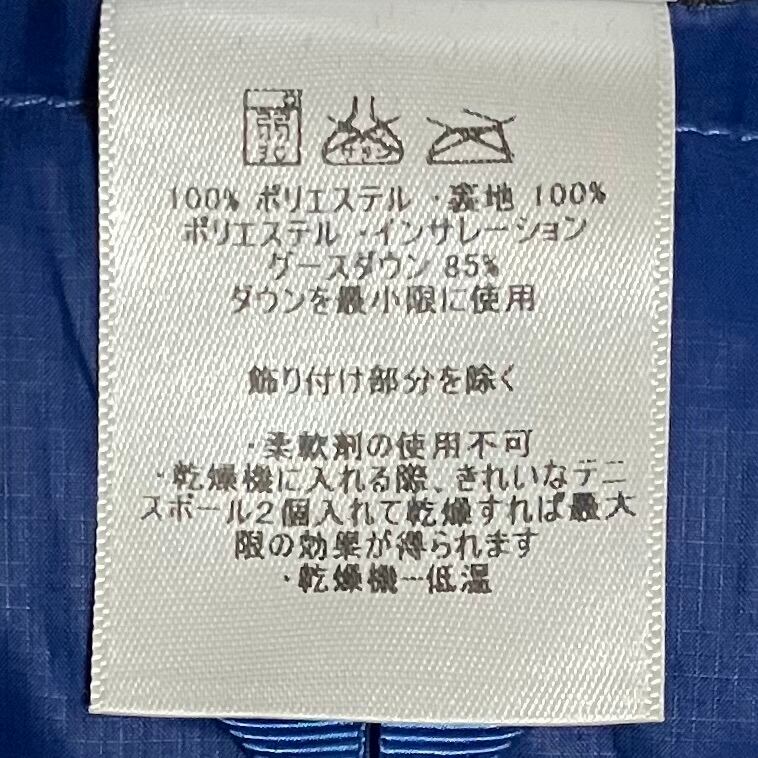 弱
30
サラシ
100% ポリエステル ・裏地 100%
ポリエステル ・インサレーション
グースダウン 85%
ダウンを最小限に使用
飾り付け部分を除く
・柔軟剤の使用不可
・乾燥機に入れる際、きれいなテニ
スボール2個入れて乾燥すれば最大
限の効果が得られます
・乾燥機－低温